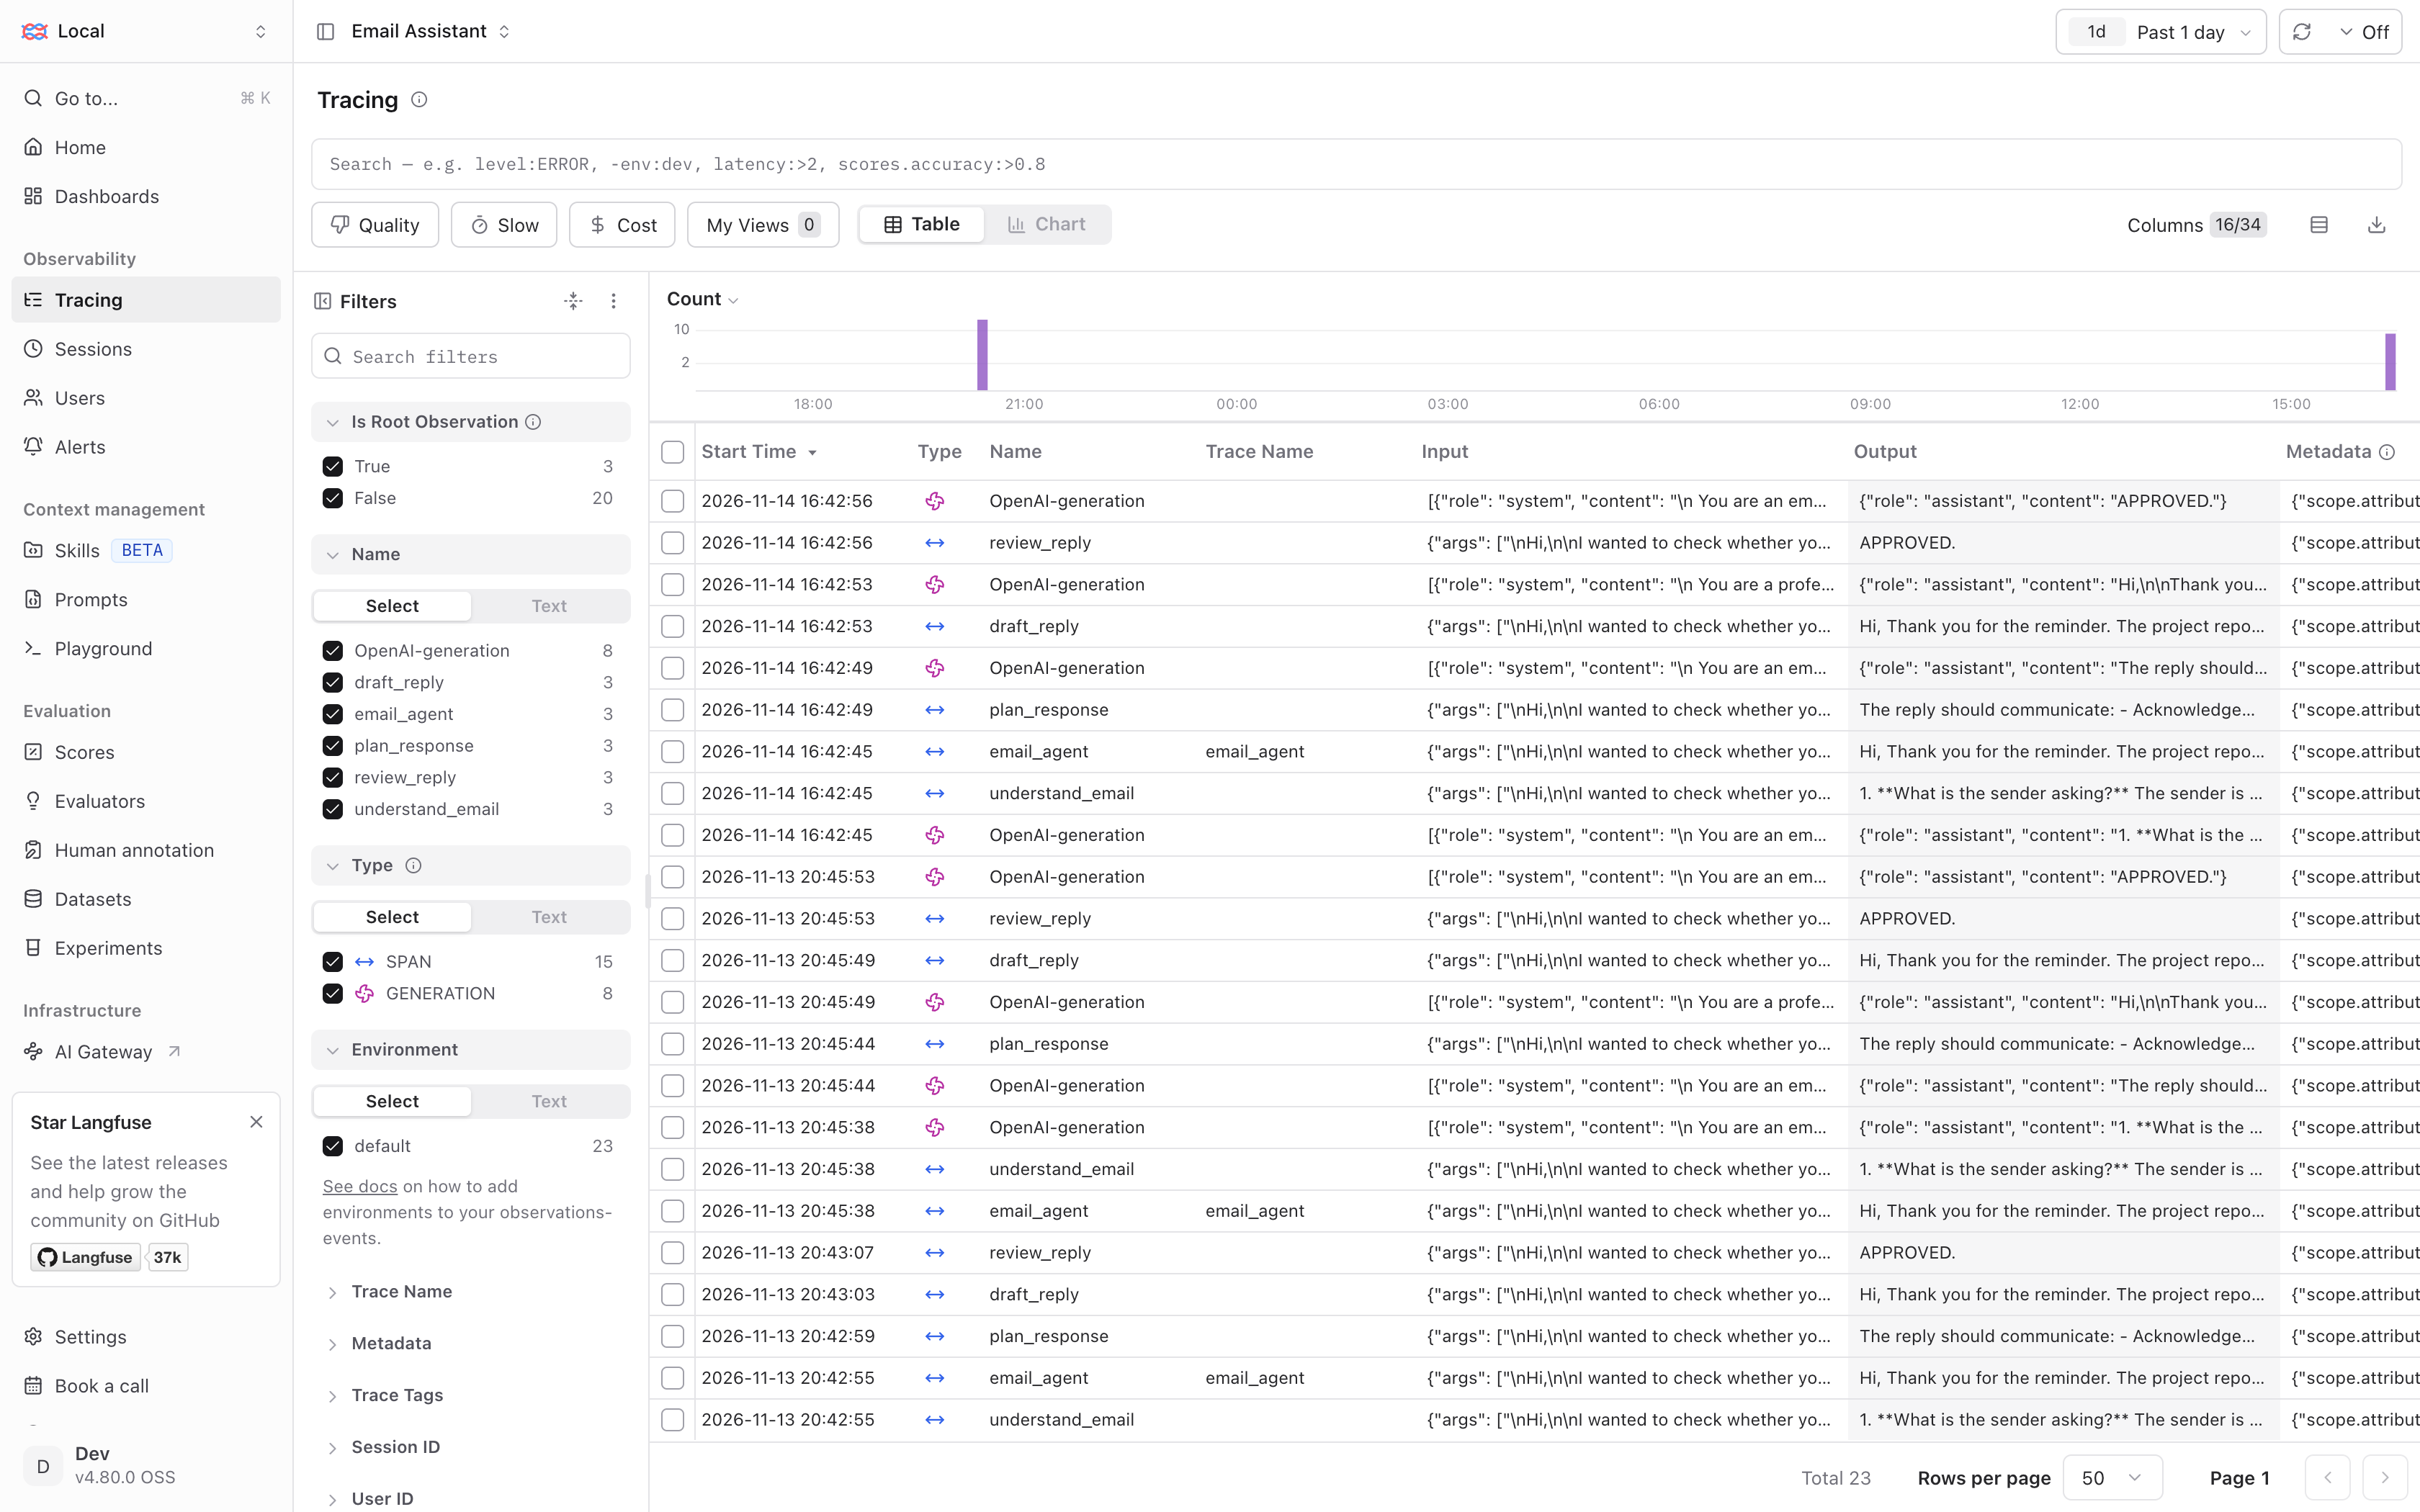 Local
Email Assistant
1d Past 1 day
Off
Go to... ⌘ K
Home
Dashboards
Observability
Tracing
Sessions
Users
Alerts
Context management
Skills BETA
Prompts
Playground
Evaluation
Scores
Evaluators
Human annotation
Datasets
Experiments
Infrastructure
AI Gateway
Star Langfuse
See the latest releases
and help grow the
community on GitHub
Langfuse 37k
Settings
Book a call
D Dev
v4.80.0 OSS
Tracing
Search — e.g. level:ERROR, -env:dev, latency:>2, scores.accuracy:>0.8
Quality Slow Cost My Views 0 Table Chart
Columns 16/34
Filters
Search filters
Is Root Observation
True 3
False 20
Name
Select Text
OpenAI-generation 8
draft_reply 3
email_agent 3
plan_response 3
review_reply 3
understand_email 3
Type
Select Text
SPAN 15
GENERATION 8
Environment
Select Text
default 23
See docs on how to add
environments to your observations-
events.
Trace Name
Metadata
Trace Tags
Session ID
User ID
Count
10
2
18:00 21:00 00:00 03:00 06:00 09:00 12:00 15:00
Start Time Type Name Trace Name Input Output Metadata
2026-11-14 16:42:56 OpenAI-generation [{"role": "system", "content": "\n You are an em... {"role": "assistant", "content": "APPROVED."} {"scope.attribut
2026-11-14 16:42:56 review_reply {"args": ["\nHi,\n\nI wanted to check whether yo... APPROVED. {"scope.attribut
2026-11-14 16:42:53 OpenAI-generation [{"role": "system", "content": "\n You are a profe... {"role": "assistant", "content": "Hi,\n\nThank you... {"scope.attribut
2026-11-14 16:42:53 draft_reply {"args": ["\nHi,\n\nI wanted to check whether yo... Hi, Thank you for the reminder. The project repo... {"scope.attribut
2026-11-14 16:42:49 OpenAI-generation [{"role": "system", "content": "\n You are an em... {"role": "assistant", "content": "The reply should... {"scope.attribut
2026-11-14 16:42:49 plan_response {"args": ["\nHi,\n\nI wanted to check whether yo... The reply should communicate: - Acknowledge... {"scope.attribut
2026-11-14 16:42:45 email_agent email_agent {"args": ["\nHi,\n\nI wanted to check whether yo... Hi, Thank you for the reminder. The project repo... {"scope.attribut
2026-11-14 16:42:45 understand_email {"args": ["\nHi,\n\nI wanted to check whether yo... 1. **What is the sender asking?** The sender is ... {"scope.attribut
2026-11-14 16:42:45 OpenAI-generation [{"role": "system", "content": "\n You are an em... {"role": "assistant", "content": "1. **What is the ... {"scope.attribut
2026-11-13 20:45:53 OpenAI-generation [{"role": "system", "content": "\n You are an em... {"role": "assistant", "content": "APPROVED."} {"scope.attribut
2026-11-13 20:45:53 review_reply {"args": ["\nHi,\n\nI wanted to check whether yo... APPROVED. {"scope.attribut
2026-11-13 20:45:49 draft_reply {"args": ["\nHi,\n\nI wanted to check whether yo... Hi, Thank you for the reminder. The project repo... {"scope.attribut
2026-11-13 20:45:49 OpenAI-generation [{"role": "system", "content": "\n You are a profe... {"role": "assistant", "content": "Hi,\n\nThank you... {"scope.attribut
2026-11-13 20:45:44 plan_response {"args": ["\nHi,\n\nI wanted to check whether yo... The reply should communicate: - Acknowledge... {"scope.attribut
2026-11-13 20:45:44 OpenAI-generation [{"role": "system", "content": "\n You are an em... {"role": "assistant", "content": "The reply should... {"scope.attribut
2026-11-13 20:45:38 OpenAI-generation [{"role": "system", "content": "\n You are an em... {"role": "assistant", "content": "1. **What is the ... {"scope.attribut
2026-11-13 20:45:38 understand_email {"args": ["\nHi,\n\nI wanted to check whether yo... 1. **What is the sender asking?** The sender is ... {"scope.attribut
2026-11-13 20:45:38 email_agent email_agent {"args": ["\nHi,\n\nI wanted to check whether yo... Hi, Thank you for the reminder. The project repo... {"scope.attribut
2026-11-13 20:43:07 review_reply {"args": ["\nHi,\n\nI wanted to check whether yo... APPROVED. {"scope.attribut
2026-11-13 20:43:03 draft_reply {"args": ["\nHi,\n\nI wanted to check whether yo... Hi, Thank you for the reminder. The project repo... {"scope.attribut
2026-11-13 20:42:59 plan_response {"args": ["\nHi,\n\nI wanted to check whether yo... The reply should communicate: - Acknowledge... {"scope.attribut
2026-11-13 20:42:55 email_agent email_agent {"args": ["\nHi,\n\nI wanted to check whether yo... Hi, Thank you for the reminder. The project repo... {"scope.attribut
2026-11-13 20:42:55 understand_email {"args": ["\nHi,\n\nI wanted to check whether yo... 1. **What is the sender asking?** The sender is ... {"scope.attribut
Total 23 Rows per page 50 Page 1